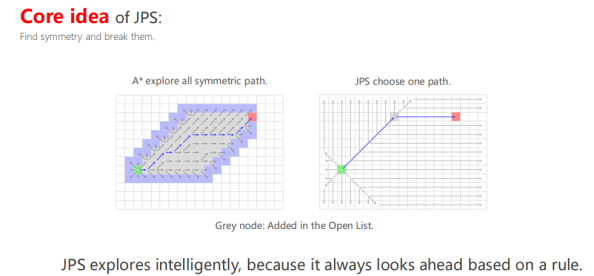 Core idea of JPS:
Find symmetry and break them.
A* explore all symmetric path.
JPS choose one path.
Grey node: Added in the Open List.
JPS explores intelligently, because it always looks ahead based on a rule.